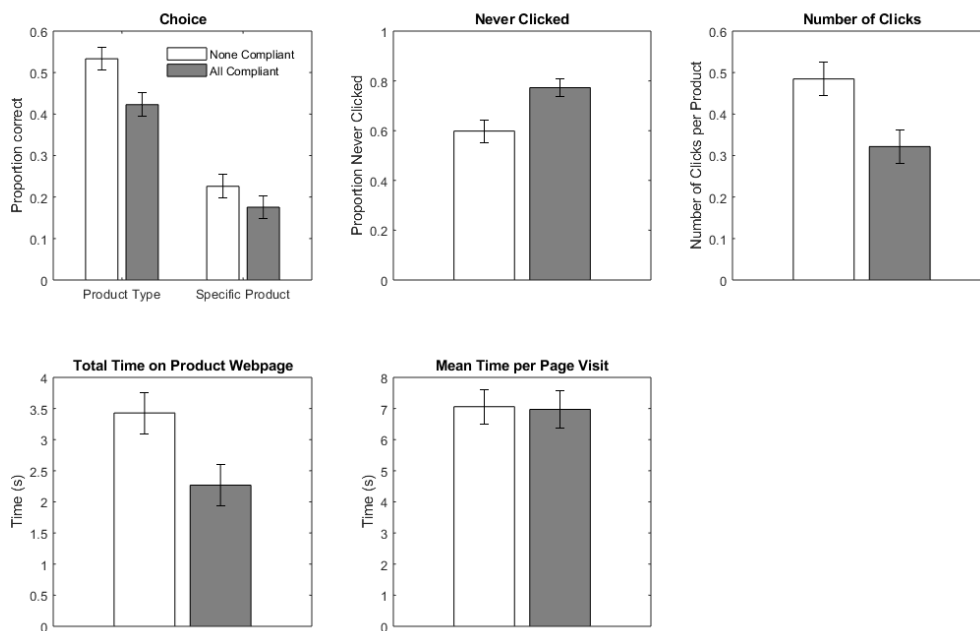 Choice
Proportion correct
0.6
0.5
0.4
0.3
0.2
0.1
0
None Compliant
All Compliant
Product Type
Specific Product
Never Clicked
Proportion Never Clicked
1
0.8
0.6
0.4
0.2
0
Number of Clicks
Number of Clicks per Product
0.6
0.5
0.4
0.3
0.2
0.1
0
Total Time on Product Webpage
Time (s)
4
3.5
3
2.5
2
1.5
1
0.5
0
Mean Time per Page Visit
Time (s)
8
7
6
5
4
3
2
1
0